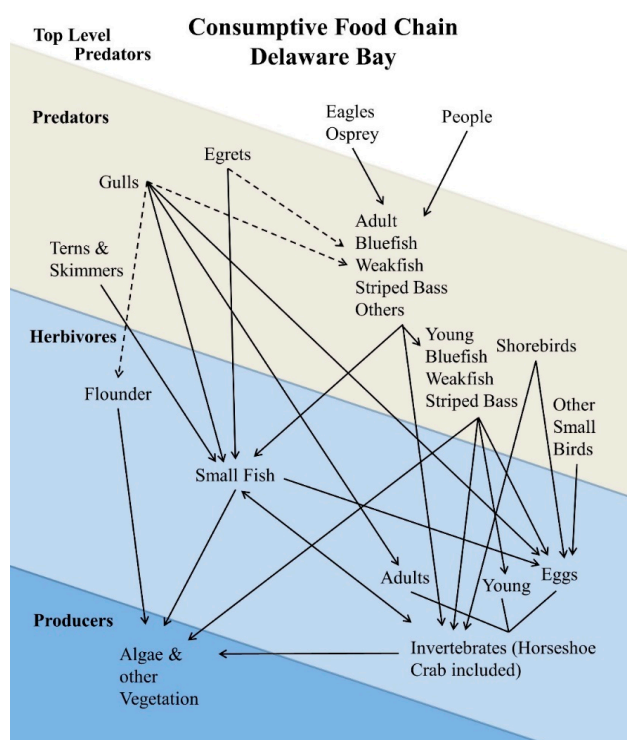 Consumptive Food Chain
Delaware Bay
Top Level
Predators
Predators
Eagles
Osprey
People
Egrets
Gulls
Adult
Bluefish
Weakfish
Striped Bass
Others
Terns &
Skimmers
Herbivores
Young
Bluefish
Weakfish
Striped Bass
Shorebirds
Flounder
Other
Small
Birds
Small Fish
Adults
Young
Eggs
Producers
Algae &
other
Vegetation
Invertebrates (Horseshoe
Crab included)